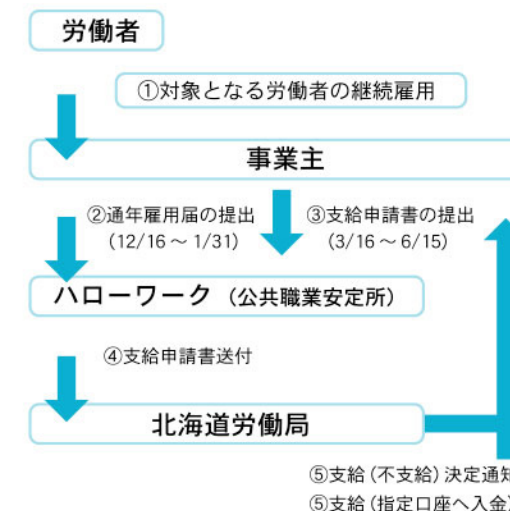 労働者
①対象となる労働者の継続雇用
事業主
②通年雇用届の提出
(12/16～1/31)
③支給申請書の提出
(3/16～6/15)
ハローワーク（公共職業安定所）
④支給申請書送付
北海道労働局
⑤支給(不支給)決定通知
⑤支給(指定口座へ入金)